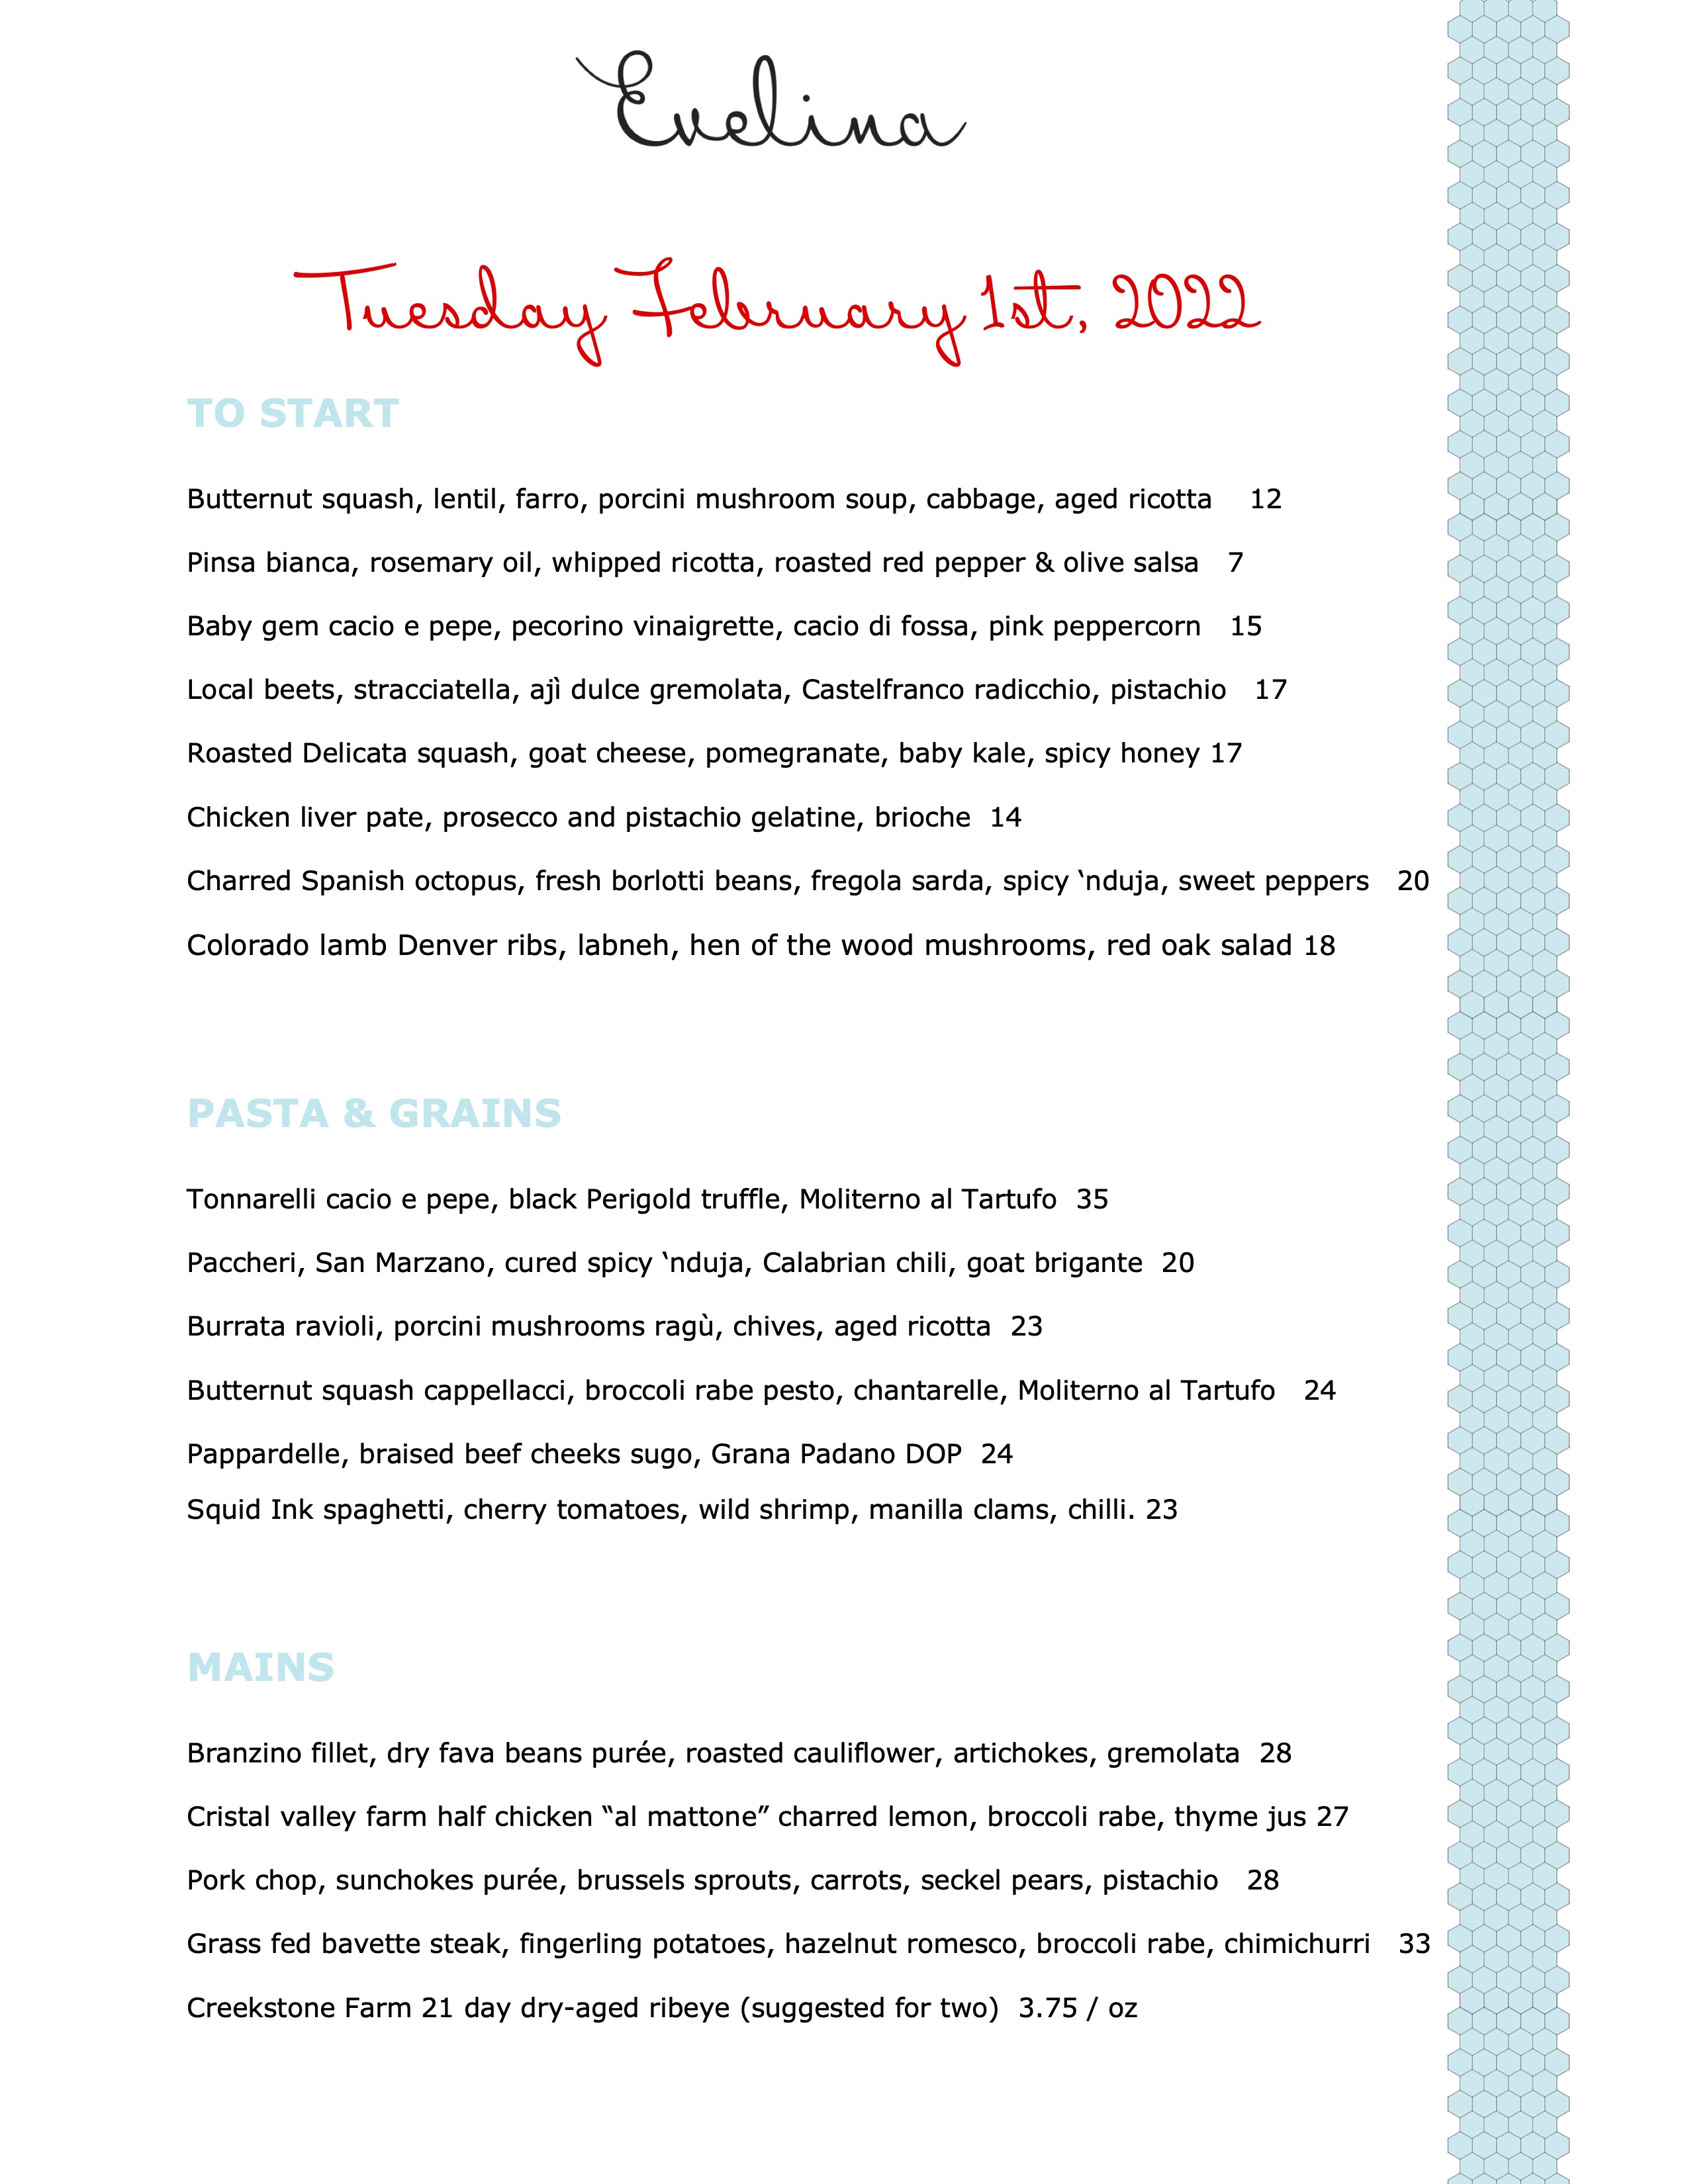 Evelina
Tuesday February 1st, 2022
TO START
Butternut squash, lentil, farro, porcini mushroom soup, cabbage, aged ricotta 12
Pinsa bianca, rosemary oil, whipped ricotta, roasted red pepper & olive salsa 7
Baby gem cacio e pepe, pecorino vinaigrette, cacio di fossa, pink peppercorn 15
Local beets, stracciatella, ajì dulce gremolata, Castelfranco radicchio, pistachio 17
Roasted Delicata squash, goat cheese, pomegranate, baby kale, spicy honey 17
Chicken liver pate, prosecco and pistachio gelatine, brioche 14
Charred Spanish octopus, fresh borlotti beans, fregola sarda, spicy ‘nduja, sweet peppers 20
Colorado lamb Denver ribs, labneh, hen of the wood mushrooms, red oak salad 18
PASTA & GRAINS
Tonnarelli cacio e pepe, black Perigold truffle, Moliterno al Tartufo 35
Paccheri, San Marzano, cured spicy ‘nduja, Calabrian chili, goat brigante 20
Burrata ravioli, porcini mushrooms ragù, chives, aged ricotta 23
Butternut squash cappellacci, broccoli rabe pesto, chantarelle, Moliterno al Tartufo 24
Pappardelle, braised beef cheeks sugo, Grana Padano DOP 24
Squid Ink spaghetti, cherry tomatoes, wild shrimp, manilla clams, chilli. 23
MAINS
Branzino fillet, dry fava beans purée, roasted cauliflower, artichokes, gremolata 28
Cristal valley farm half chicken “al mattone” charred lemon, broccoli rabe, thyme jus 27
Pork chop, sunchokes purée, brussels sprouts, carrots, seckel pears, pistachio 28
Grass fed bavette steak, fingerling potatoes, hazelnut romesco, broccoli rabe, chimichurri 33
Creekstone Farm 21 day dry-aged ribeye (suggested for two) 3.75 / oz